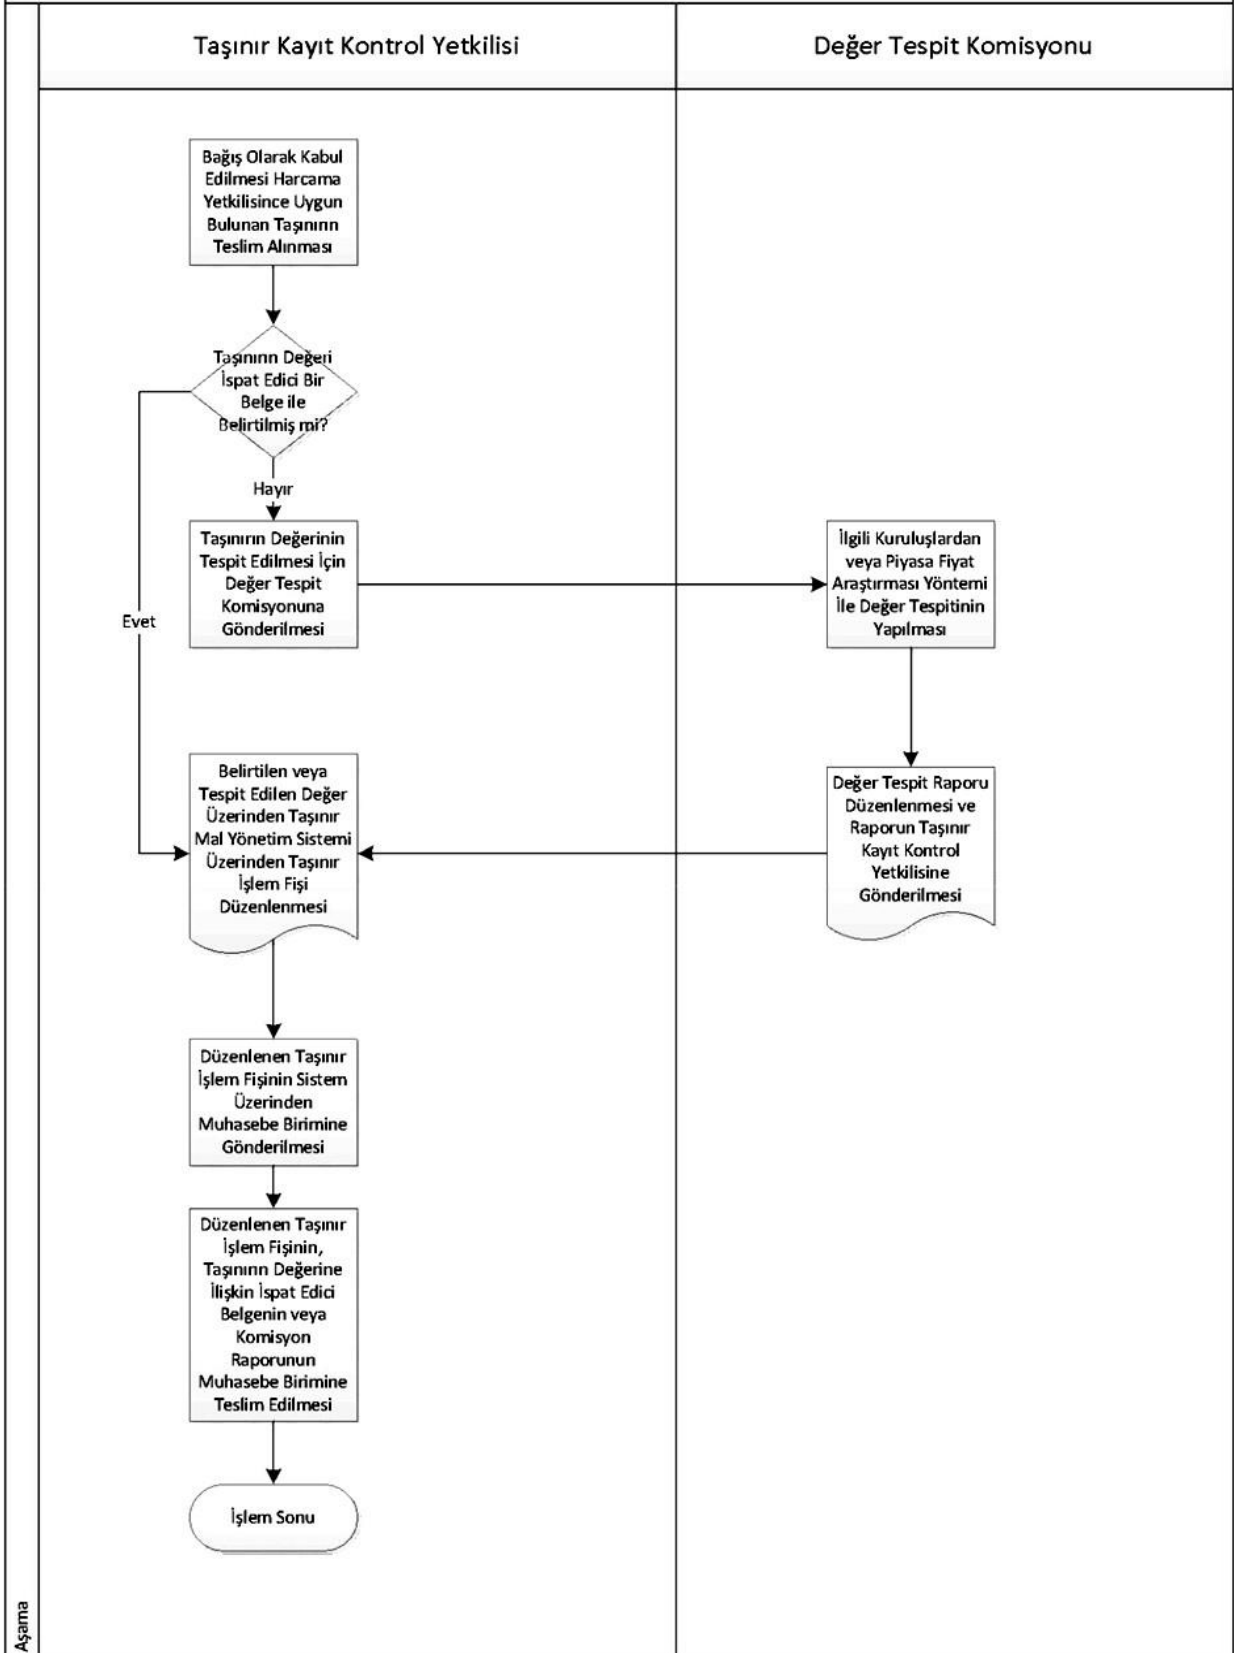 Taşınır Kayıt Kontrol Yetkilisi
Değer Tespit Komisyonu
Bağış Olarak Kabul
Edilmesi Harcama
Yetkilisince Uygun
Bulunan Taşınırın
Teslim Alınması
Taşınırın Değeri
İspat Edici Bir
Belge ile
Belirtilmiş mi?
Hayır
Evet
Taşınırın Değerinin
Tespit Edilmesi İçin
Değer Tespit
Komisyonuna
Gönderilmesi
İlgili Kuruluşlardan
veya Piyasa Fiyat
Araştırması Yöntemi
İle Değer Tespitinin
Yapılması
Değer Tespit Raporu
Düzenlenmesi ve
Raporun Taşınır
Kayıt Kontrol
Yetkilisine
Gönderilmesi
Belirtilen veya
Tespit Edilen Değer
Üzerinden Taşınır
Mal Yönetim Sistemi
Üzerinden Taşınır
İşlem Fişi
Düzenlenmesi
Düzenlenen Taşınır
İşlem Fişinin Sistem
Üzerinden
Muhasebe Birimine
Gönderilmesi
Düzenlenen Taşınır
İşlem Fişinin,
Taşınırın Değerine
İlişkin İspat Edici
Belgenin veya
Komisyon
Raporunun
Muhasebe Birimine
Teslim Edilmesi
İşlem Sonu
Aşama